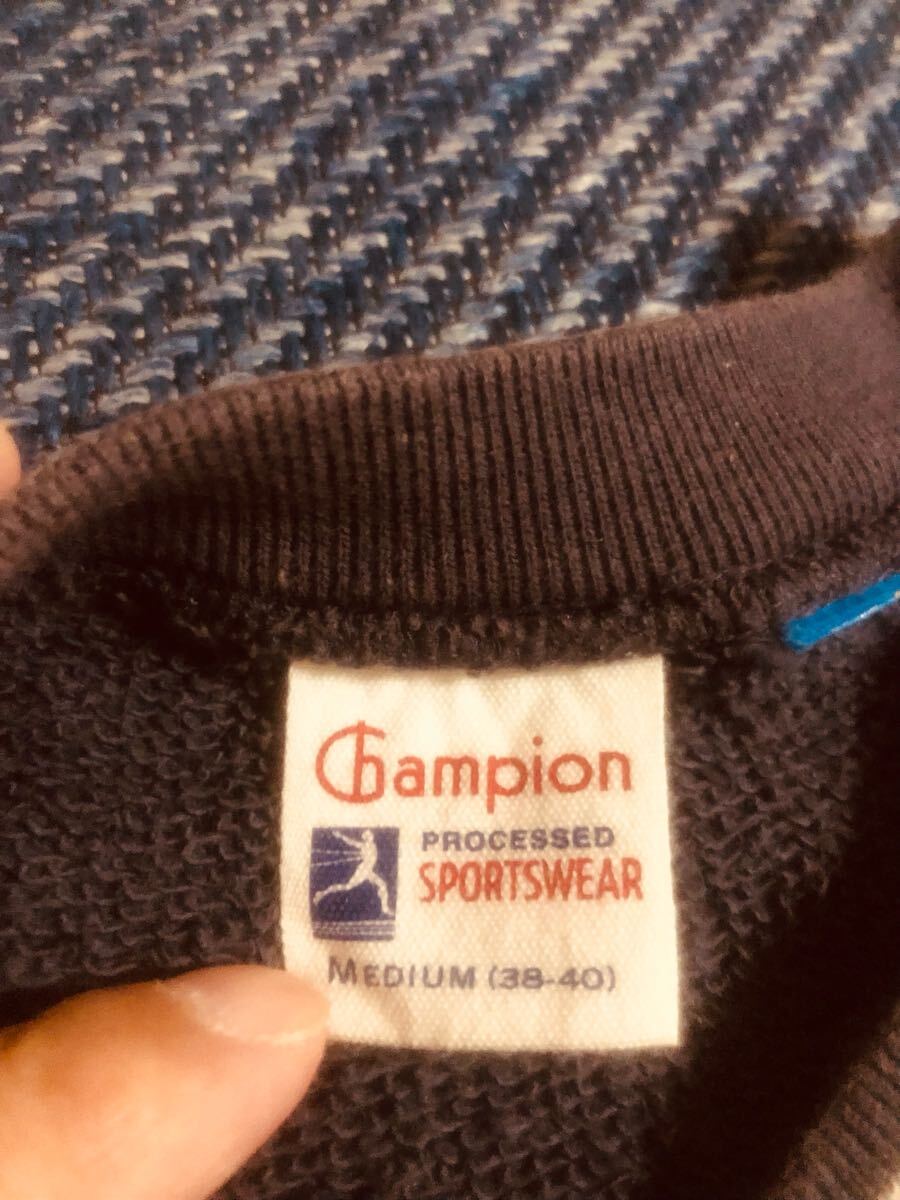 Champion
PROCESSED
SPORTSWEAR
MEDIUM (38-40)